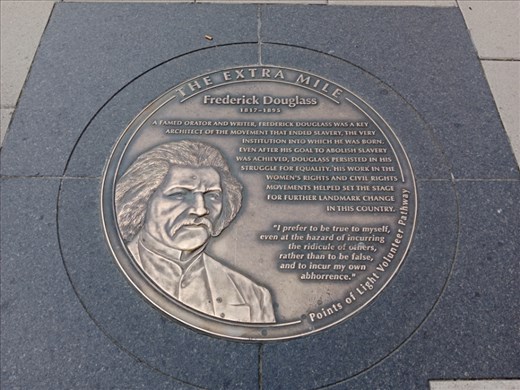 THE EXTRA MILE
Frederick Douglass
1817-1895
A FAMED ORATOR AND WRITER, FREDERICK DOUGLASS WAS A KEY
ARCHITECT OF THE MOVEMENT THAT ENDED SLAVERY, THE VERY
INSTITUTION INTO WHICH HE WAS BORN.
EVEN AFTER HIS GOAL TO ABOLISH SLAVERY
WAS ACHIEVED, DOUGLASS PERSISTED IN HIS
STRUGGLE FOR EQUALITY. HIS WORK IN THE
WOMEN'S RIGHTS AND CIVIL RIGHTS
MOVEMENTS HELPED SET THE STAGE
FOR FURTHER LANDMARK CHANGE
IN THIS COUNTRY.
"I prefer to be true to myself,
even at the hazard of incurring
the ridicule of others,
rather than to be false,
and to incur my own
abhorrence."
Points of Light Volunteer Pathway